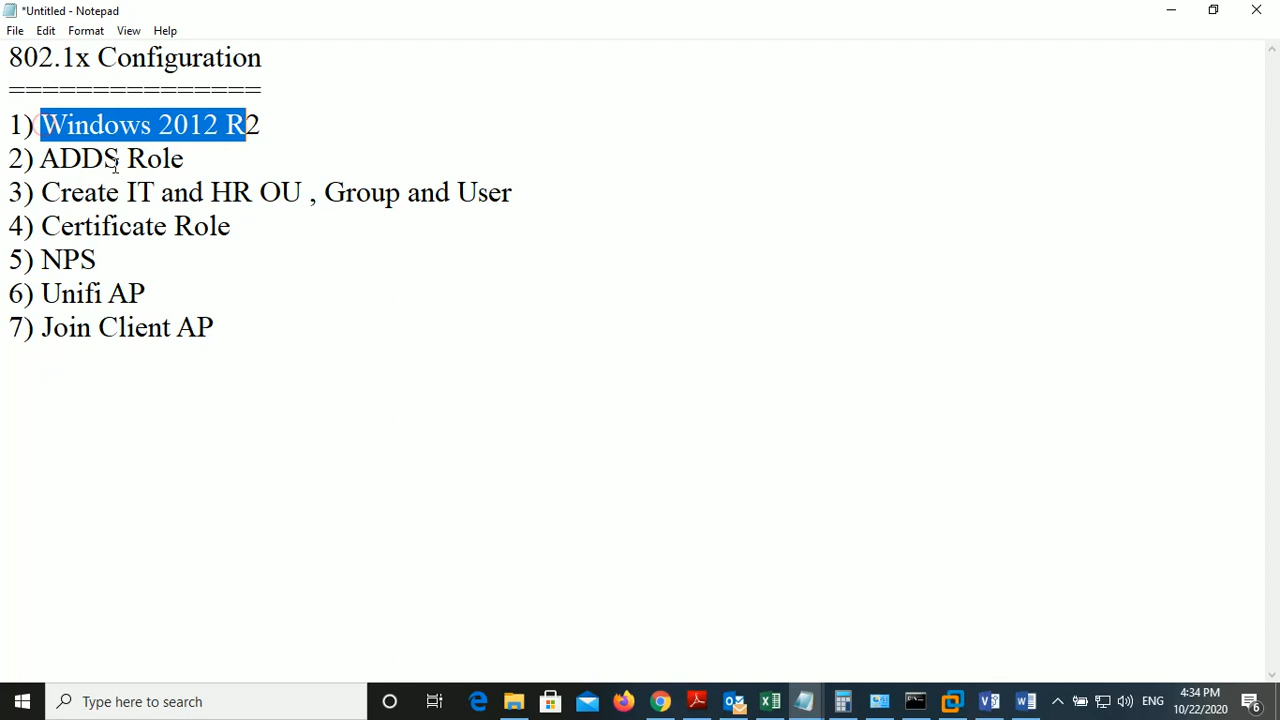 *Untitled - Notepad
File Edit Format View Help
802.1x Configuration
===============
1) Windows 2012 R2
2) ADDS Role
3) Create IT and HR OU , Group and User
4) Certificate Role
5) NPS
6) Unifi AP
7) Join Client AP
Type here to search
ENG
4:34 PM
10/22/2020
6